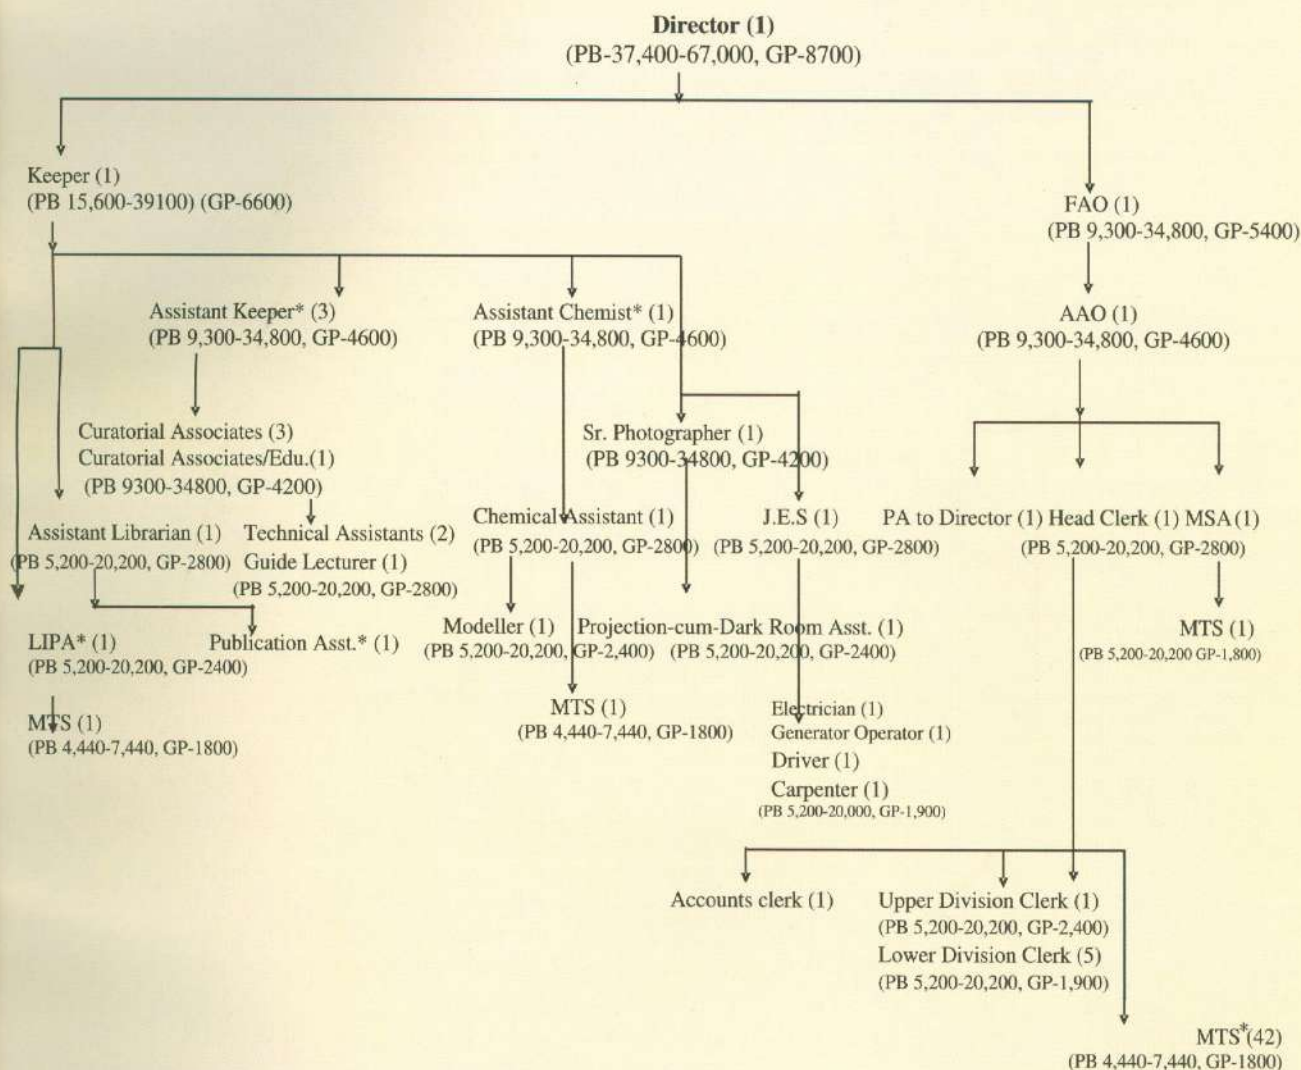 Director (1)
(PB-37,400-67,000, GP-8700)
Keeper (1)
(PB 15,600-39100) (GP-6600)
FAO (1)
(PB 9,300-34,800, GP-5400)
Assistant Keeper* (3)
(PB 9,300-34,800, GP-4600)
Assistant Chemist* (1)
(PB 9,300-34,800, GP-4600)
AAO (1)
(PB 9,300-34,800, GP-4600)
Curatorial Associates (3)
Curatorial Associates/Edu.(1)
(PB 9300-34800, GP-4200)
Sr. Photographer (1)
(PB 9300-34800, GP-4200)
Assistant Librarian (1)
(PB 5,200-20,200, GP-2800)
Technical Assistants (2)
Guide Lecturer (1)
(PB 5,200-20,200, GP-2800)
Chemical Assistant (1)
(PB 5,200-20,200, GP-2800)
J.E.S (1)
(PB 5,200-20,200, GP-2800)
PA to Director (1) Head Clerk (1) MSA (1)
(PB 5,200-20,200, GP-2800)
LIPA* (1)
(PB 5,200-20,200, GP-2400)
Publication Asst.* (1)
Modeller (1)
(PB 5,200-20,200, GP-2,400)
Projection-cum-Dark Room Asst. (1)
(PB 5,200-20,200, GP-2400)
MTS (1)
(PB 5,200-20,200 GP-1,800)
MTS (1)
(PB 4,440-7,440, GP-1800)
MTS (1)
(PB 4,440-7,440, GP-1800)
Electrician (1)
Generator Operator (1)
Driver (1)
Carpenter (1)
(PB 5,200-20,000, GP-1,900)
Accounts clerk (1)
Upper Division Clerk (1)
(PB 5,200-20,200, GP-2,400)
Lower Division Clerk (5)
(PB 5,200-20,200, GP-1,900)
MTS*(42)
(PB 4,440-7,440, GP-1800)